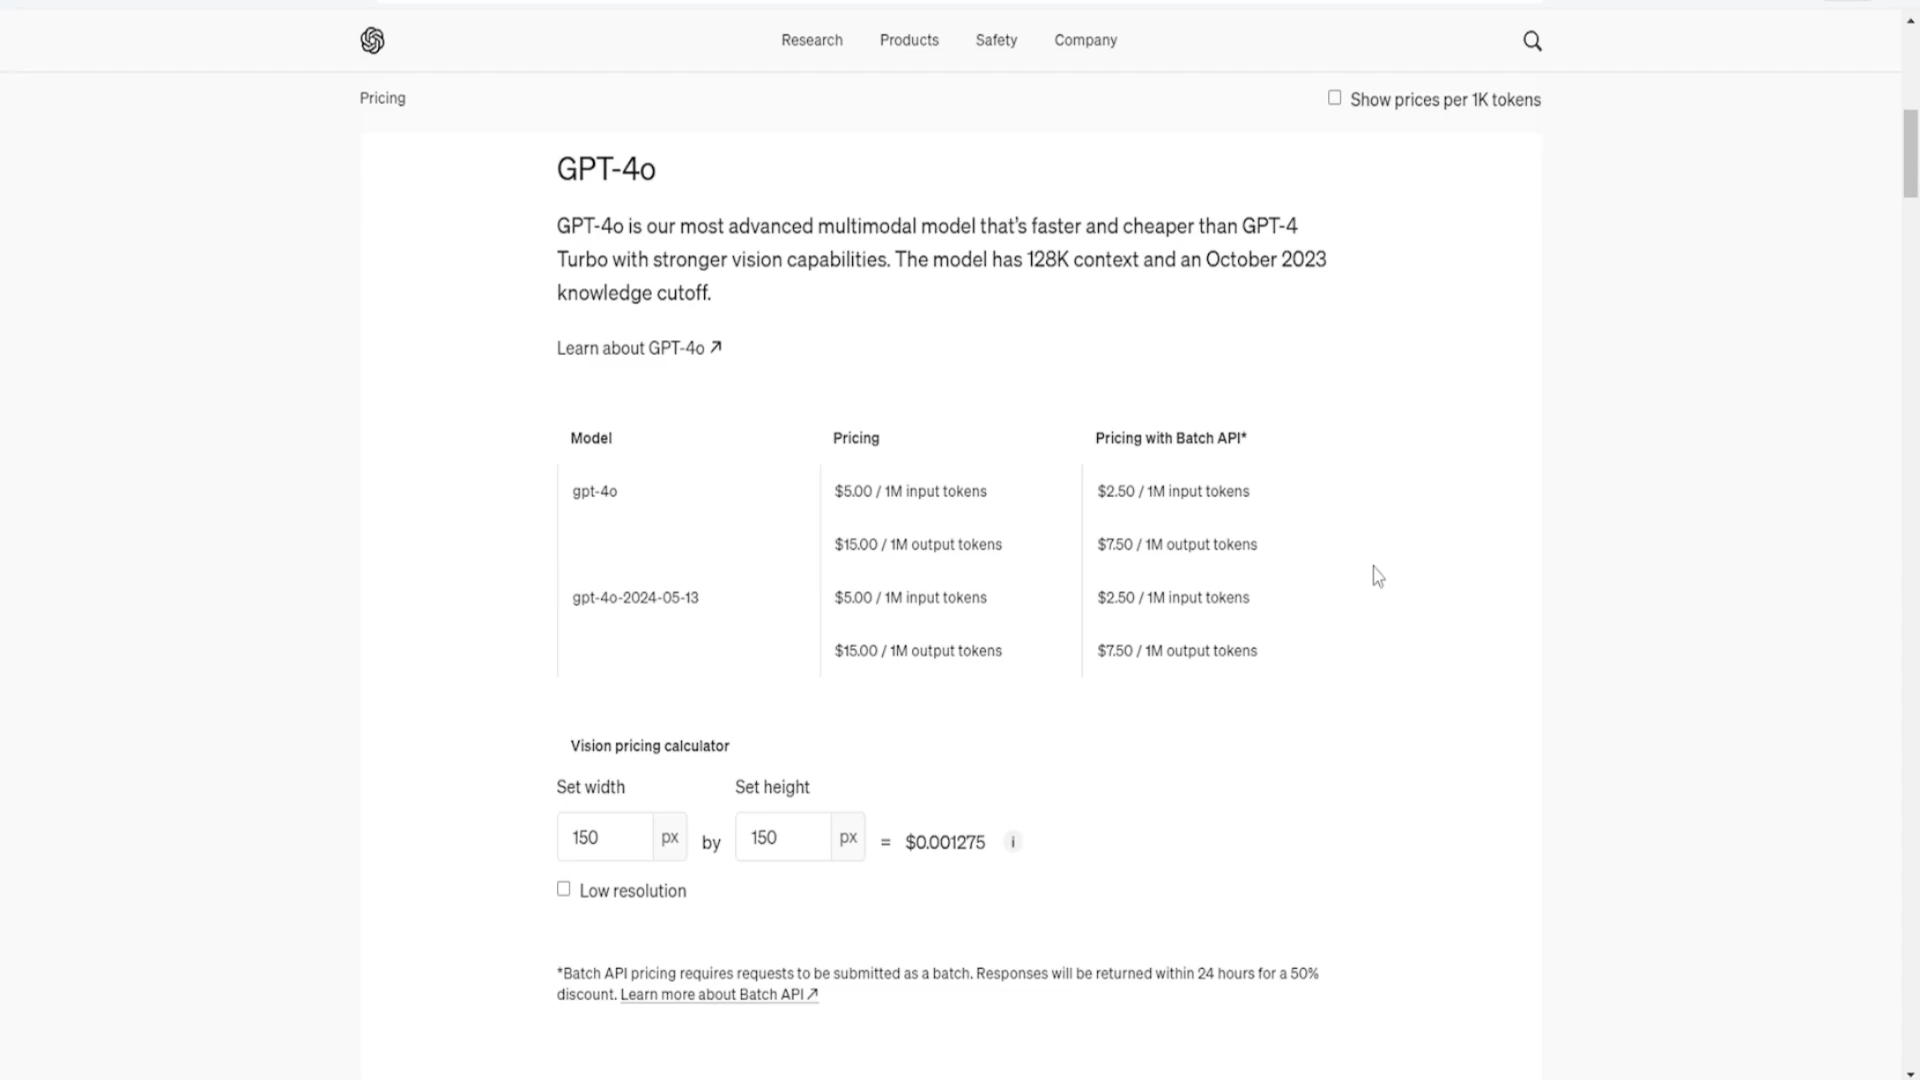 Research Products Safety Company
Pricing
Show prices per 1K tokens
GPT-4o
GPT-4o is our most advanced multimodal model that’s faster and cheaper than GPT-4
Turbo with stronger vision capabilities. The model has 128K context and an October 2023
knowledge cutoff.
Learn about GPT-4o ↗
Model Pricing Pricing with Batch API*
gpt-4o $5.00 / 1M input tokens $2.50 / 1M input tokens
$15.00 / 1M output tokens $7.50 / 1M output tokens
gpt-4o-2024-05-13 $5.00 / 1M input tokens $2.50 / 1M input tokens
$15.00 / 1M output tokens $7.50 / 1M output tokens
Vision pricing calculator
Set width Set height
150 px by 150 px = $0.001275 i
Low resolution
*Batch API pricing requires requests to be submitted as a batch. Responses will be returned within 24 hours for a 50%
discount. Learn more about Batch API ↗